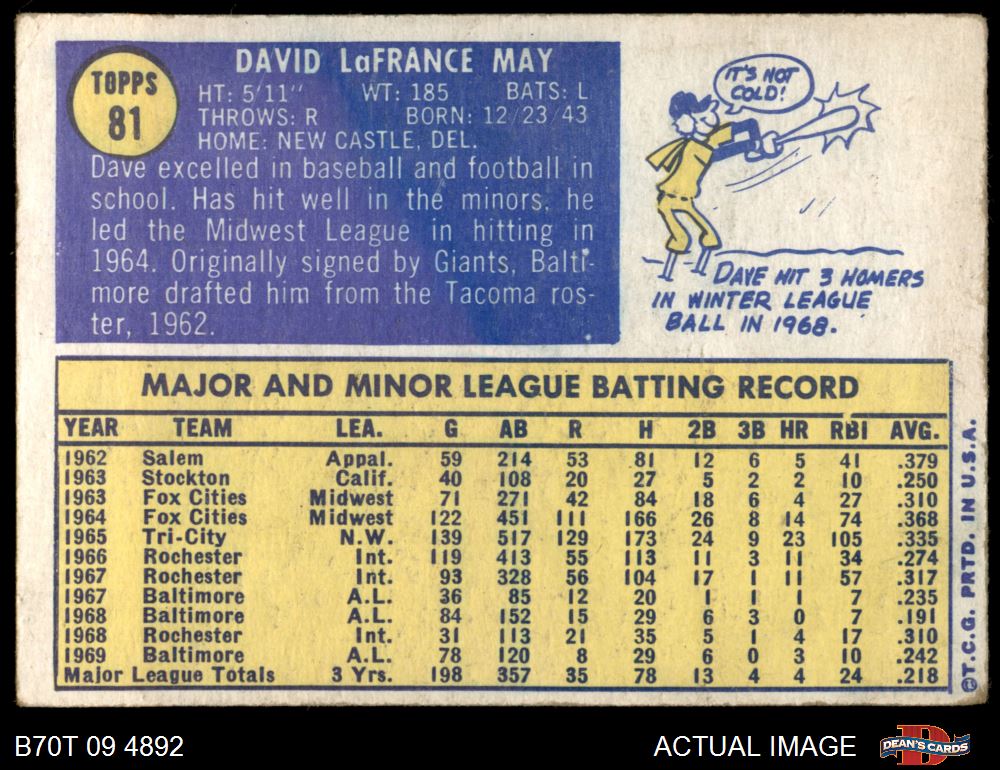 TOPPS
81
DAVID LaFRANCE MAY
HT: 5'11" WT: 185 BATS: L
THROWS: R BORN: 12/23/43
HOME: NEW CASTLE, DEL.
Dave excelled in baseball and football in
school. Has hit well in the minors, he
led the Midwest League in hitting in
1964. Originally signed by Giants, Balti-
more drafted him from the Tacoma ros-
ter, 1962.
IT'S NOT
COLD!
DAVE HIT 3 HOMERS
IN WINTER LEAGUE
BALL IN 1968.
MAJOR AND MINOR LEAGUE BATTING RECORD
YEAR TEAM LEA. G AB R H 2B 3B HR RBI AVG.
1962 Salem Appal. 59 214 53 81 12 6 5 41 .379
1963 Stockton Calif. 40 108 20 27 5 2 2 10 .250
1963 Fox Cities Midwest 71 271 42 84 18 6 4 27 .310
1964 Fox Cities Midwest 122 451 111 166 26 8 14 74 .368
1965 Tri-City N.W. 139 517 129 173 24 9 23 105 .335
1966 Rochester Int. 119 413 55 113 11 3 11 34 .274
1967 Rochester Int. 93 328 56 104 17 1 11 57 .317
1967 Baltimore A.L. 36 85 12 20 1 1 1 7 .235
1968 Baltimore A.L. 84 152 15 29 6 3 0 7 .191
1968 Rochester Int. 31 113 21 35 5 1 4 17 .310
1969 Baltimore A.L. 78 120 8 29 6 0 3 10 .242
Major League Totals 3 Yrs. 198 357 35 78 13 4 4 24 .218
©T.C.G. PRTD. IN U.S.A.
B70T 09 4892
ACTUAL IMAGE
D
DEAN'S CARDS